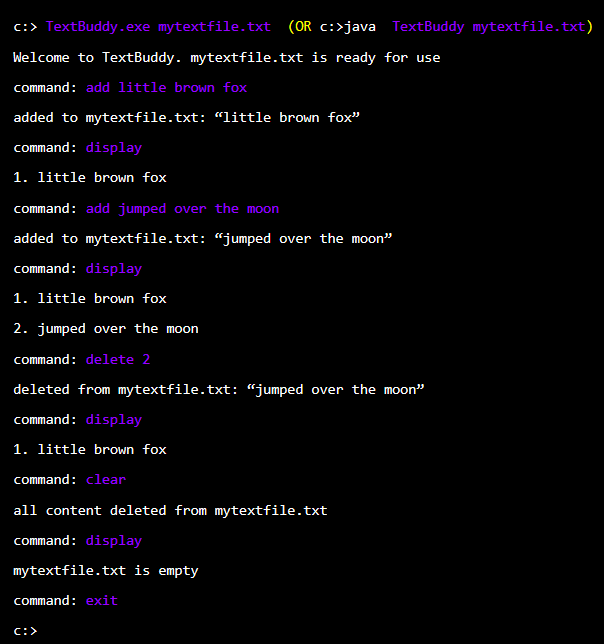 c:> TextBuddy.exe mytextfile.txt (OR c:>java TextBuddy mytextfile.txt)
Welcome to TextBuddy. mytextfile.txt is ready for use
command: add little brown fox
added to mytextfile.txt: “little brown fox”
command: display
1. little brown fox
command: add jumped over the moon
added to mytextfile.txt: “jumped over the moon”
command: display
1. little brown fox
2. jumped over the moon
command: delete 2
deleted from mytextfile.txt: “jumped over the moon”
command: display
1. little brown fox
command: clear
all content deleted from mytextfile.txt
command: display
mytextfile.txt is empty
command: exit
c:>